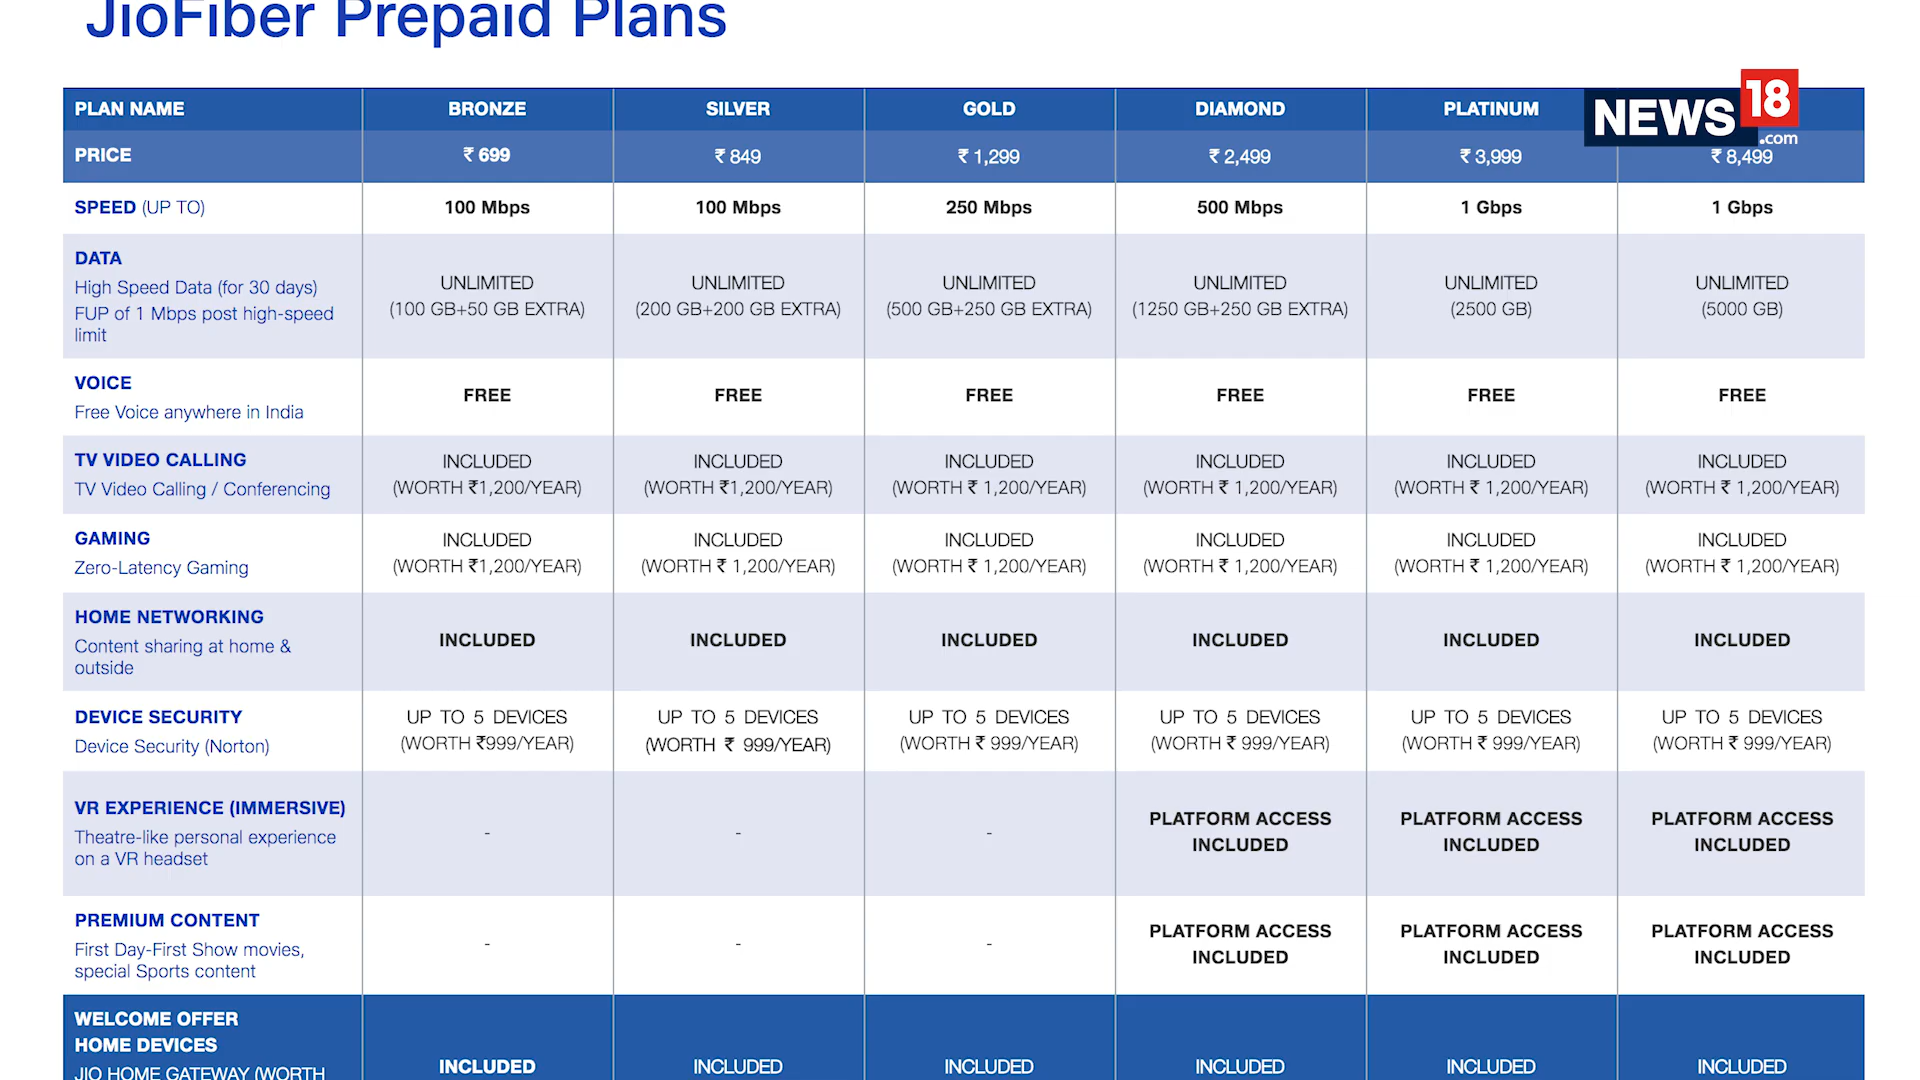 JioFiber Prepaid Plans
NEWS 18 .com
PLAN NAME BRONZE SILVER GOLD DIAMOND PLATINUM
PRICE ₹ 699 ₹ 849 ₹ 1,299 ₹ 2,499 ₹ 3,999 ₹ 8,499
SPEED (UP TO) 100 Mbps 100 Mbps 250 Mbps 500 Mbps 1 Gbps 1 Gbps
DATA
High Speed Data (for 30 days) UNLIMITED UNLIMITED UNLIMITED UNLIMITED UNLIMITED UNLIMITED
FUP of 1 Mbps post high-speed (100 GB+50 GB EXTRA) (200 GB+200 GB EXTRA) (500 GB+250 GB EXTRA) (1250 GB+250 GB EXTRA) (2500 GB) (5000 GB)
limit
VOICE FREE FREE FREE FREE FREE FREE
Free Voice anywhere in India
TV VIDEO CALLING INCLUDED INCLUDED INCLUDED INCLUDED INCLUDED INCLUDED
TV Video Calling / Conferencing (WORTH ₹1,200/YEAR) (WORTH ₹1,200/YEAR) (WORTH ₹ 1,200/YEAR) (WORTH ₹ 1,200/YEAR) (WORTH ₹ 1,200/YEAR) (WORTH ₹ 1,200/YEAR)
GAMING INCLUDED INCLUDED INCLUDED INCLUDED INCLUDED INCLUDED
Zero-Latency Gaming (WORTH ₹1,200/YEAR) (WORTH ₹ 1,200/YEAR) (WORTH ₹ 1,200/YEAR) (WORTH ₹ 1,200/YEAR) (WORTH ₹ 1,200/YEAR) (WORTH ₹ 1,200/YEAR)
HOME NETWORKING
Content sharing at home & INCLUDED INCLUDED INCLUDED INCLUDED INCLUDED INCLUDED
outside
DEVICE SECURITY UP TO 5 DEVICES UP TO 5 DEVICES UP TO 5 DEVICES UP TO 5 DEVICES UP TO 5 DEVICES UP TO 5 DEVICES
Device Security (Norton) (WORTH ₹999/YEAR) (WORTH ₹ 999/YEAR) (WORTH ₹ 999/YEAR) (WORTH ₹ 999/YEAR) (WORTH ₹ 999/YEAR) (WORTH ₹ 999/YEAR)
VR EXPERIENCE (IMMERSIVE) PLATFORM ACCESS PLATFORM ACCESS PLATFORM ACCESS
Theatre-like personal experience - - - INCLUDED INCLUDED INCLUDED
on a VR headset
PREMIUM CONTENT PLATFORM ACCESS PLATFORM ACCESS PLATFORM ACCESS
First Day-First Show movies, - - - INCLUDED INCLUDED INCLUDED
special Sports content
WELCOME OFFER
HOME DEVICES
JIO HOME GATEWAY (WORTH INCLUDED INCLUDED INCLUDED INCLUDED INCLUDED INCLUDED